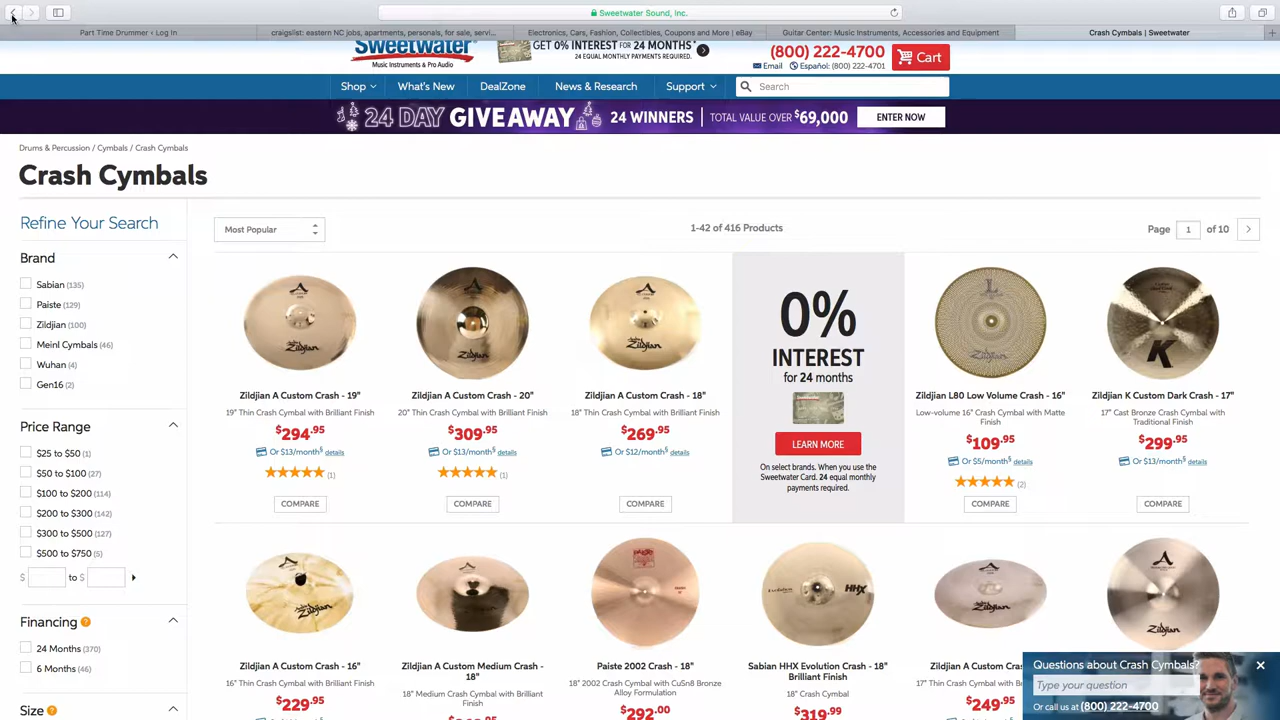 Sweetwater Sound, Inc.
Part Time Drummer ‹ Log In
craigslist: eastern NC jobs, apartments, personals, for sale, servi...
Electronics, Cars, Fashion, Collectibles, Coupons and More | eBay
Guitar Center: Music Instruments, Accessories and Equipment
Crash Cymbals | Sweetwater
Sweetwater
Music Instruments & Pro Audio
GET 0% INTEREST FOR 24 MONTHS*
24 EQUAL MONTHLY PAYMENTS REQUIRED.
(800) 222-4700
Email Español: (800) 222-4701
Cart
Shop
What's New
DealZone
News & Research
Support
Search
24 DAY GIVEAWAY 24 WINNERS | TOTAL VALUE OVER $69,000
ENTER NOW
Drums & Percussion / Cymbals / Crash Cymbals
Crash Cymbals
Refine Your Search
Brand
Sabian (135)
Paiste (129)
Zildjian (100)
Meinl Cymbals (46)
Wuhan (4)
Gen16 (2)
Price Range
$25 to $50 (1)
$50 to $100 (27)
$100 to $200 (114)
$200 to $300 (142)
$300 to $500 (127)
$500 to $750 (5)
$ to $
Financing ?
24 Months (370)
6 Months (46)
Size ?
Most Popular
1-42 of 416 Products
Page 1 of 10
Zildjian A Custom Crash - 19"
19" Thin Crash Cymbal with Brilliant Finish
$294.95
Or $13/month§ details
(1)
COMPARE
Zildjian A Custom Crash - 20"
20" Thin Crash Cymbal with Brilliant Finish
$309.95
Or $13/month§ details
(1)
COMPARE
Zildjian A Custom Crash - 18"
18" Thin Crash Cymbal with Brilliant Finish
$269.95
Or $12/month§ details
COMPARE
0%
INTEREST
for 24 months
LEARN MORE
On select brands. When you use the
Sweetwater Card. 24 equal monthly
payments required.
Zildjian L80 Low Volume Crash - 16"
Low-volume 16" Crash Cymbal with Matte
Finish
$109.95
Or $5/month§ details
(2)
COMPARE
Zildjian K Custom Dark Crash - 17"
17" Cast Bronze Crash Cymbal with
Traditional Finish
$299.95
Or $13/month§ details
COMPARE
Zildjian A Custom Crash - 16"
16" Thin Crash Cymbal with Brilliant Finish
$229.95
Zildjian A Custom Medium Crash -
18"
18" Medium Crash Cymbal with Brilliant
Finish
Paiste 2002 Crash - 18"
18" 2002 Crash Cymbal with CuSn8 Bronze
Alloy Formulation
$292.00
Sabian HHX Evolution Crash - 18"
Brilliant Finish
18" Crash Cymbal
$319.99
Zildjian A Custom Cras
17" Thin Crash Cymbal with B
$249.95
Questions about Crash Cymbals?
Type your question
Or call us at (800) 222-4700